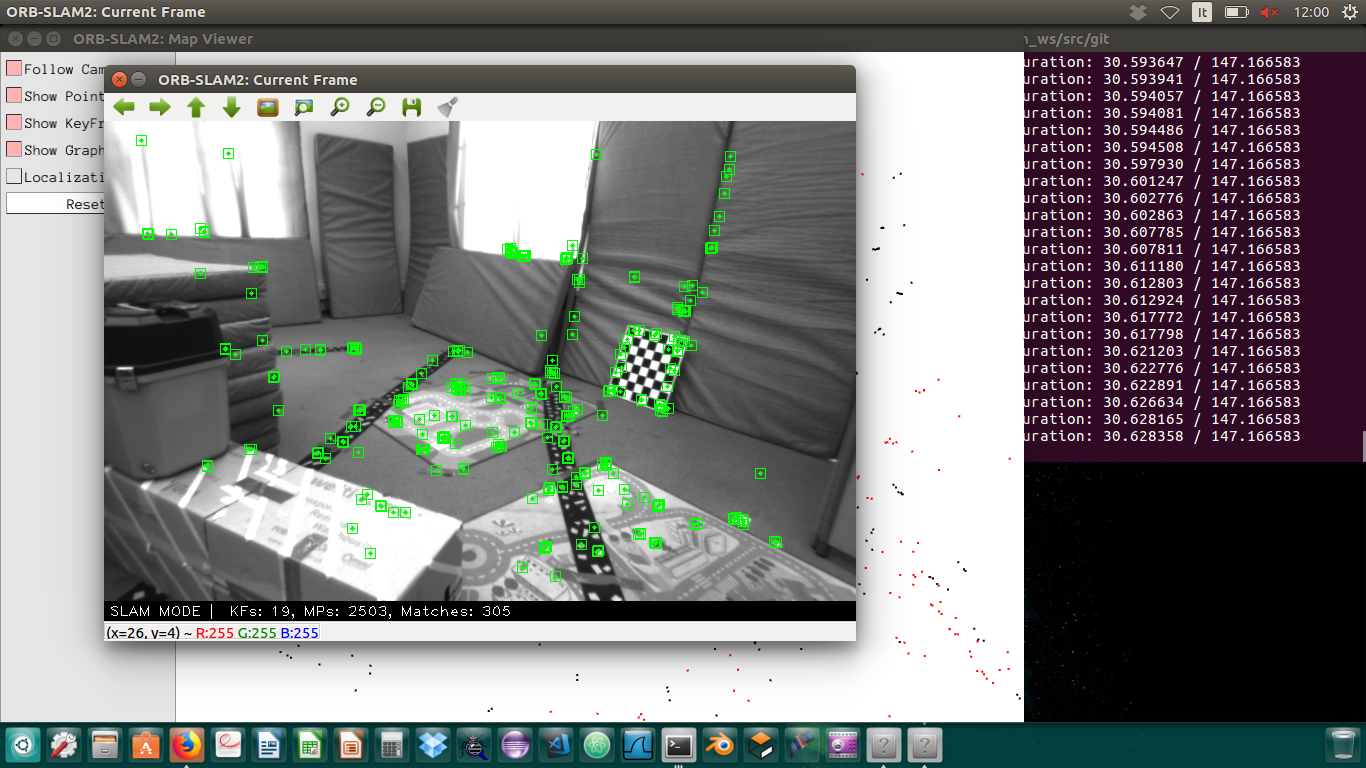 ORB-SLAM2: Current Frame
It
12:00
ORB-SLAM2: Map Viewer
n_ws/src/git
Follow Cam
Show Point
Show KeyFr
Show Graph
Localizati
Reset
ORB-SLAM2: Current Frame
SLAM MODE | KFs: 19, MPs: 2503, Matches: 305
(x=26, y=4) ~ R:255 G:255 B:255
uration: 30.593647 / 147.166583
uration: 30.593941 / 147.166583
uration: 30.594057 / 147.166583
uration: 30.594081 / 147.166583
uration: 30.594486 / 147.166583
uration: 30.594508 / 147.166583
uration: 30.597930 / 147.166583
uration: 30.601247 / 147.166583
uration: 30.602776 / 147.166583
uration: 30.602863 / 147.166583
uration: 30.607785 / 147.166583
uration: 30.607811 / 147.166583
uration: 30.611180 / 147.166583
uration: 30.612803 / 147.166583
uration: 30.612924 / 147.166583
uration: 30.617772 / 147.166583
uration: 30.617798 / 147.166583
uration: 30.621203 / 147.166583
uration: 30.622776 / 147.166583
uration: 30.622891 / 147.166583
uration: 30.626634 / 147.166583
uration: 30.628165 / 147.166583
uration: 30.628358 / 147.166583